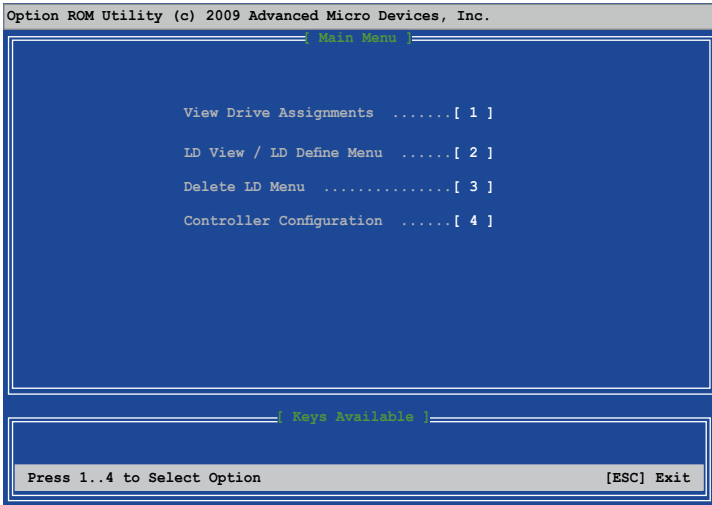 Option ROM Utility (c) 2009 Advanced Micro Devices, Inc.
[ Main Menu ]
View Drive Assignments .......[ 1 ]
LD View / LD Define Menu ......[ 2 ]
Delete LD Menu ...............[ 3 ]
Controller Configuration ......[ 4 ]
[ Keys Available ]
Press 1..4 to Select Option [ESC] Exit